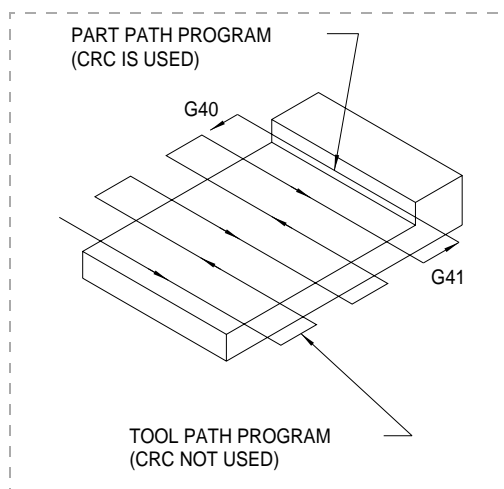 PART PATH PROGRAM
(CRC IS USED)
G40
G41
TOOL PATH PROGRAM
(CRC NOT USED)